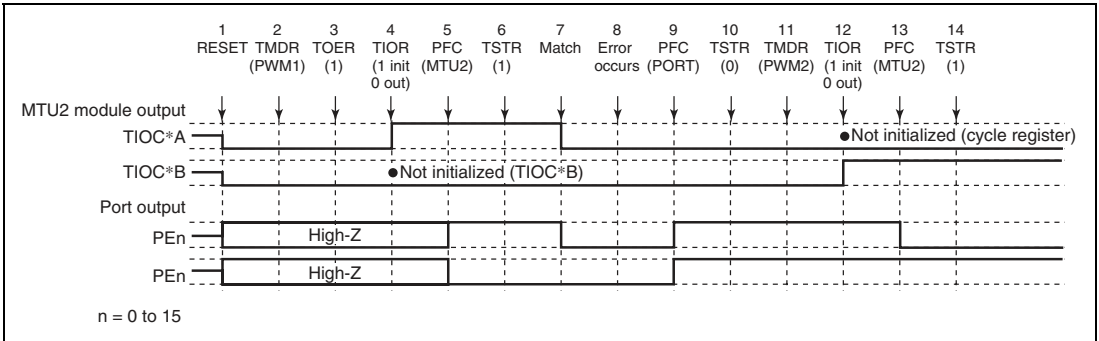 1 2 3 4 5 6 7 8 9 10 11 12 13 14
RESET TMDR TOER TIOR PFC TSTR Match Error PFC TSTR TMDR TIOR PFC TSTR
(PWM1) (1) (1 init (MTU2) (1) occurs (PORT) (0) (PWM2) (1 init (MTU2) (1)
0 out) 0 out)
MTU2 module output
TIOC*A ●Not initialized (cycle register)
TIOC*B ●Not initialized (TIOC*B)
Port output
PEn High-Z
PEn High-Z
n = 0 to 15